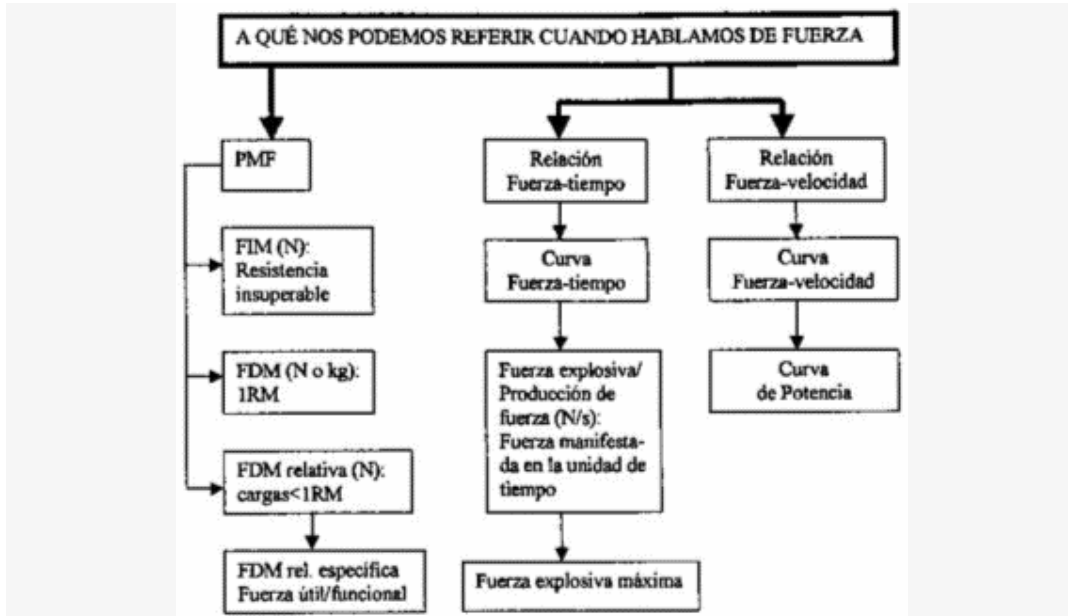 A QUÉ NOS PODEMOS REFERIR CUANDO HABLAMOS DE FUERZA
PMF
FIM (N):
Resistencia
insuperable
FDM (N o kg):
1RM
FDM relativa (N):
cargas<1RM
FDM rel. específica
Fuerza útil/funcional
Relación
Fuerza-tiempo
Curva
Fuerza-tiempo
Fuerza explosiva/
Producción de
fuerza (N/s):
Fuerza manifesta-
da en la unidad de
tiempo
Fuerza explosiva máxima
Relación
Fuerza-velocidad
Curva
Fuerza-velocidad
Curva
de Potencia